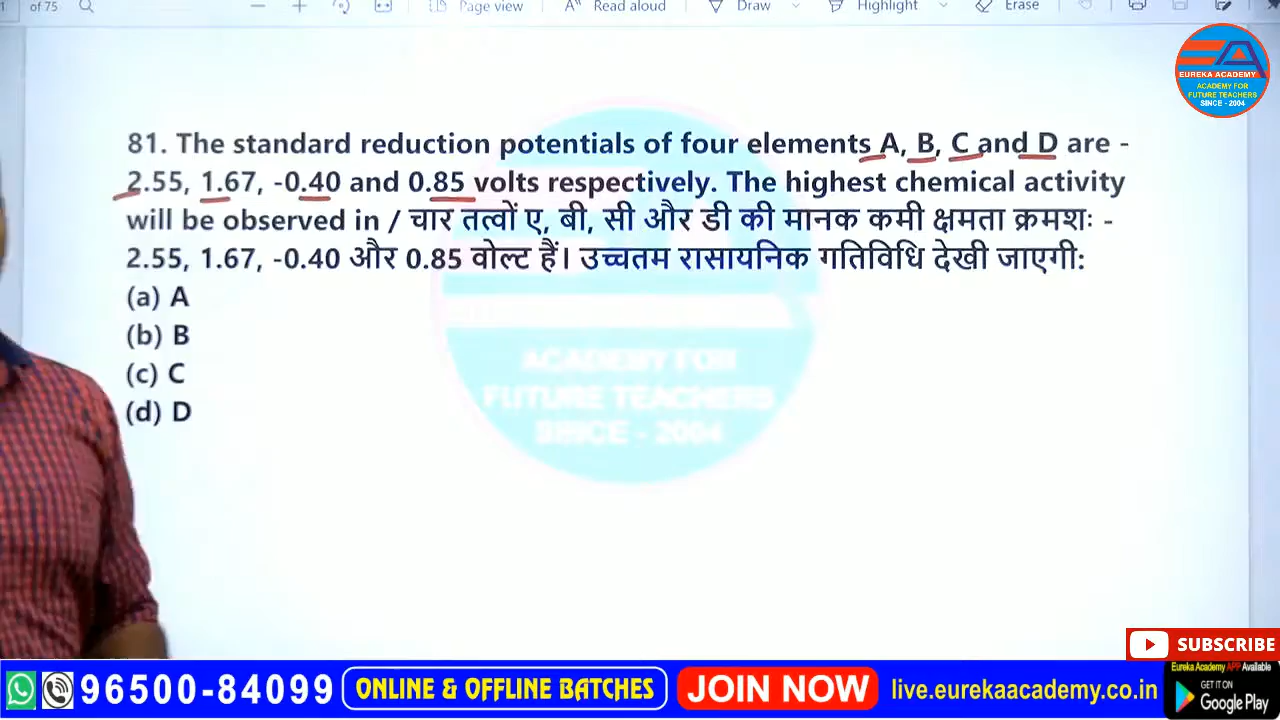 1 of 75 Page view Read aloud Draw Highlight Erase
EUREKA ACADEMY
ACADEMY FOR
FUTURE TEACHERS
SINCE - 2004
81. The standard reduction potentials of four elements A, B, C and D are -
2.55, 1.67, -0.40 and 0.85 volts respectively. The highest chemical activity
will be observed in / चार तत्वों ए, बी, सी और डी की मानक कमी क्षमता क्रमशः -
2.55, 1.67, -0.40 और 0.85 वोल्ट हैं। उच्चतम रासायनिक गतिविधि देखी जाएगी:
(a) A
(b) B
(c) C
(d) D
ACADEMY FOR
FUTURE TEACHERS
SINCE - 2004
SUBSCRIBE
96500-84099 ONLINE & OFFLINE BATCHES JOIN NOW live.eurekaacademy.co.in
Eureka Academy APP Available
GET IT ON
Google Play